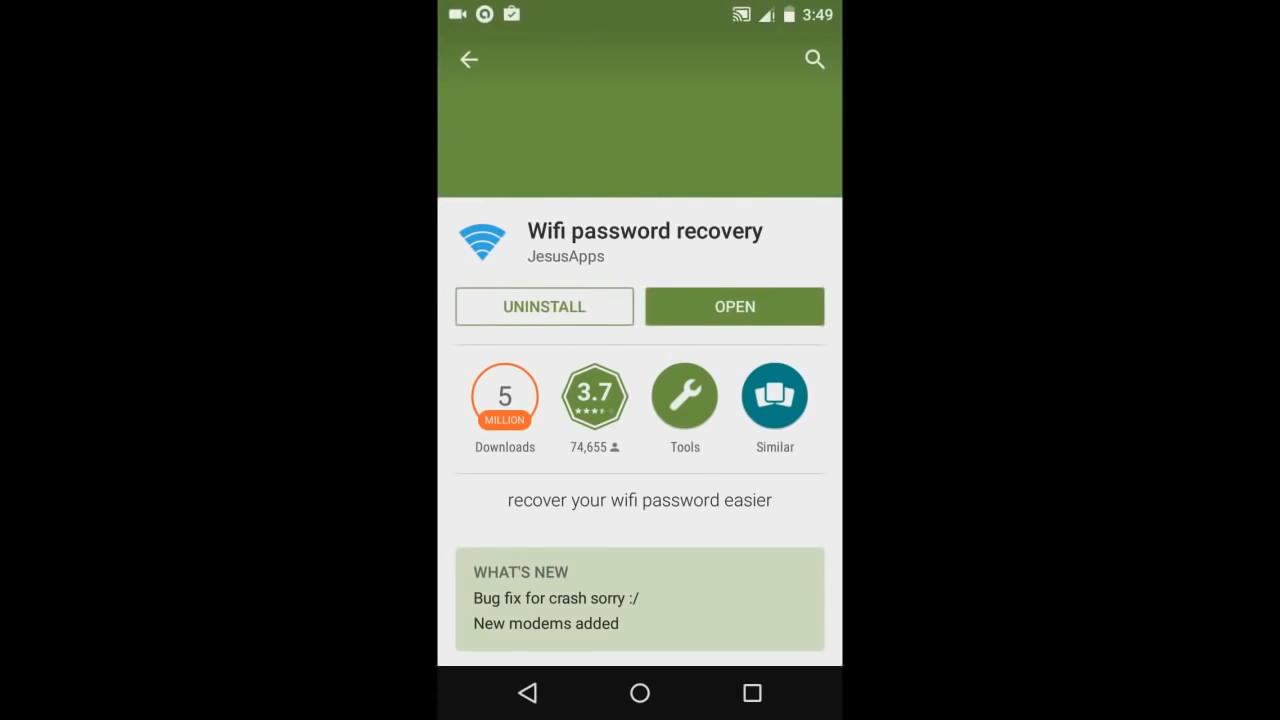 3:49
Wifi password recovery
JesusApps
UNINSTALL
OPEN
5
MILLION
Downloads
3.7
74,655
Tools
Similar
recover your wifi password easier
WHAT'S NEW
Bug fix for crash sorry :/
New modems added